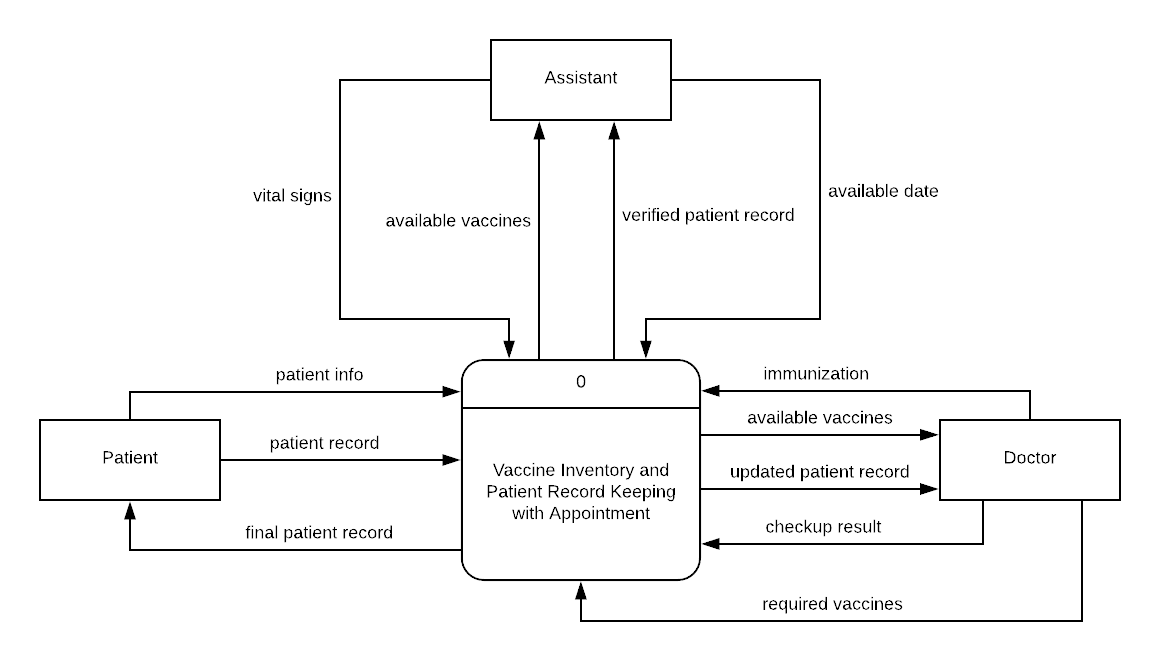 Assistant
vital signs
available date
available vaccines
verified patient record
patient info
0
immunization
available vaccines
patient record
Patient
Doctor
Vaccine Inventory and
Patient Record Keeping
with Appointment
updated patient record
final patient record
checkup result
required vaccines